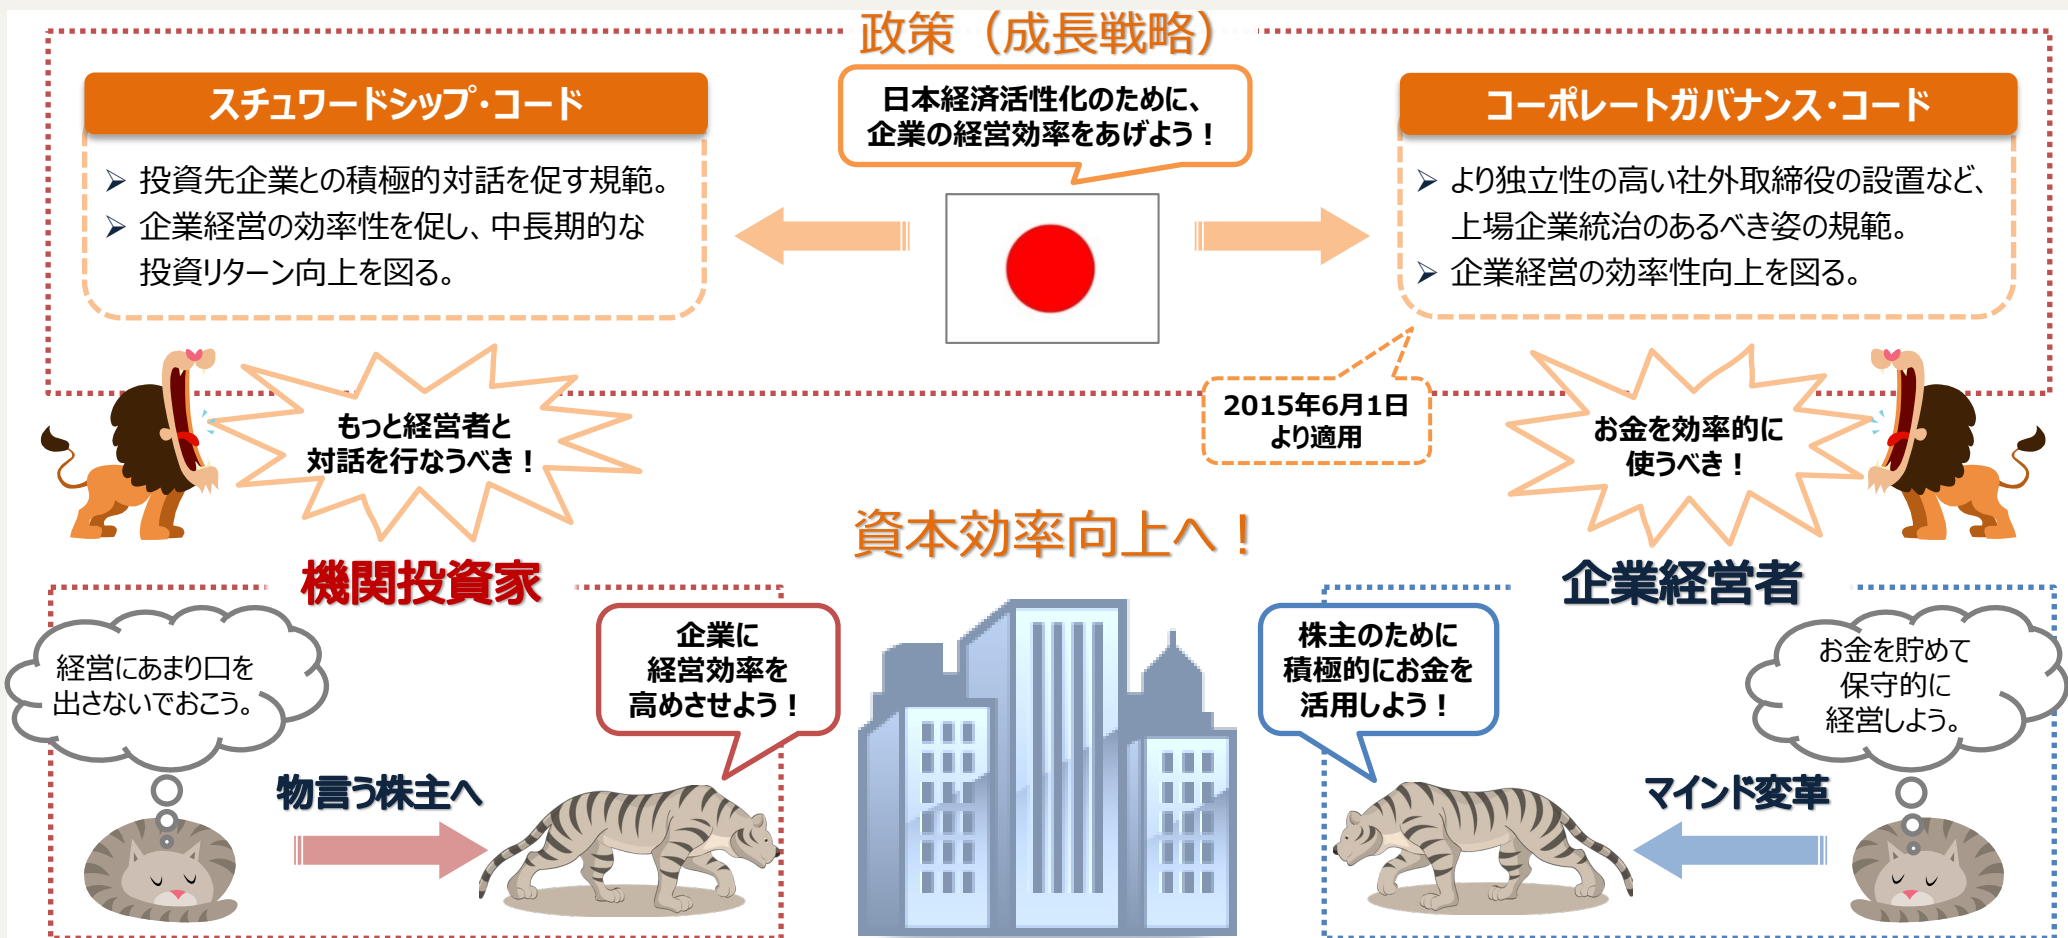 政策（成長戦略）
スチュワードシップ・コード
投資先企業との積極的対話を促す規範。
企業経営の効率性を促し、中長期的な
投資リターン向上を図る。
日本経済活性化のために、
企業の経営効率をあげよう！
コーポレートガバナンス・コード
より独立性の高い社外取締役の設置など、
上場企業統治のあるべき姿の規範。
企業経営の効率性向上を図る。
2015年6月1日
より適用
もっと経営者と
対話を行なうべき！
お金を効率的に
使うべき！
資本効率向上へ！
機関投資家
経営にあまり口を
出さないでおこう。
物言う株主へ
企業に
経営効率を
高めさせよう！
企業経営者
株主のために
積極的にお金を
活用しよう！
マインド変革
お金を貯めて
保守的に
経営しよう。